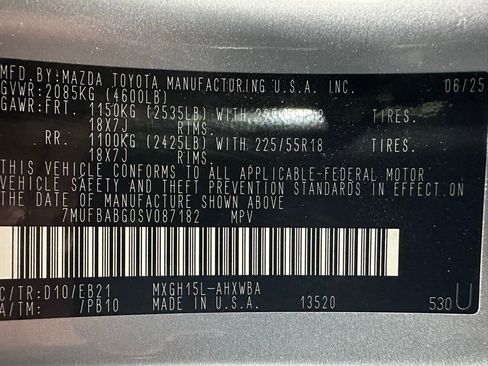 MFD.BY:MAZDA TOYOTA MANUFACTURING U.S.A. INC. 06/25
GVWR:2085KG (4600LB)
GAWR:FRT. 1150KG (2535LB) WITH 225/55R18 TIRES.
18X7J RIMS.
RR. 1100KG (2425LB) WITH 225/55R18 TIRES.
18X7J RIMS.
THIS VEHICLE CONFORMS TO ALL APPLICABLE-FEDERAL MOTOR
VEHICLE SAFETY AND THEFT PREVENTION STANDARDS IN EFFECT ON
THE DATE OF MANUFACTURE SHOWN ABOVE
7MUFBABG0SV087182 MPV
C/TR:D10/EB21 MXGH15L-AHXWBA
A/TM: /PB10 MADE IN U.S.A. 13520 530 U